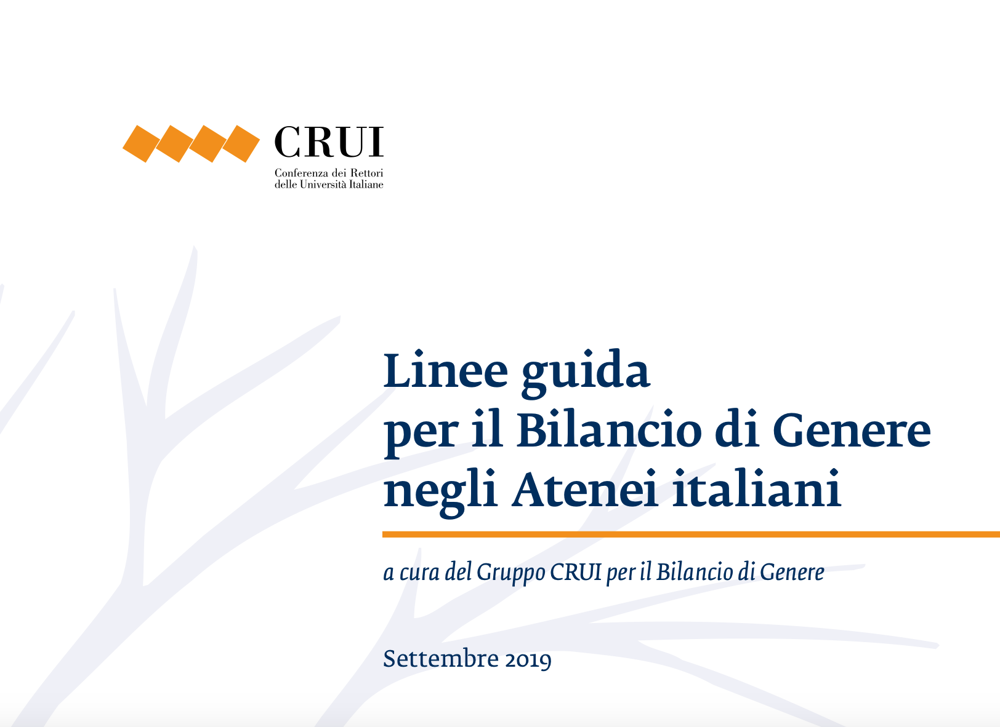 CRUI
Conferenza dei Rettori
delle Università Italiane
Linee guida
per il Bilancio di Genere
negli Atenei italiani
a cura del Gruppo CRUI per il Bilancio di Genere
Settembre 2019